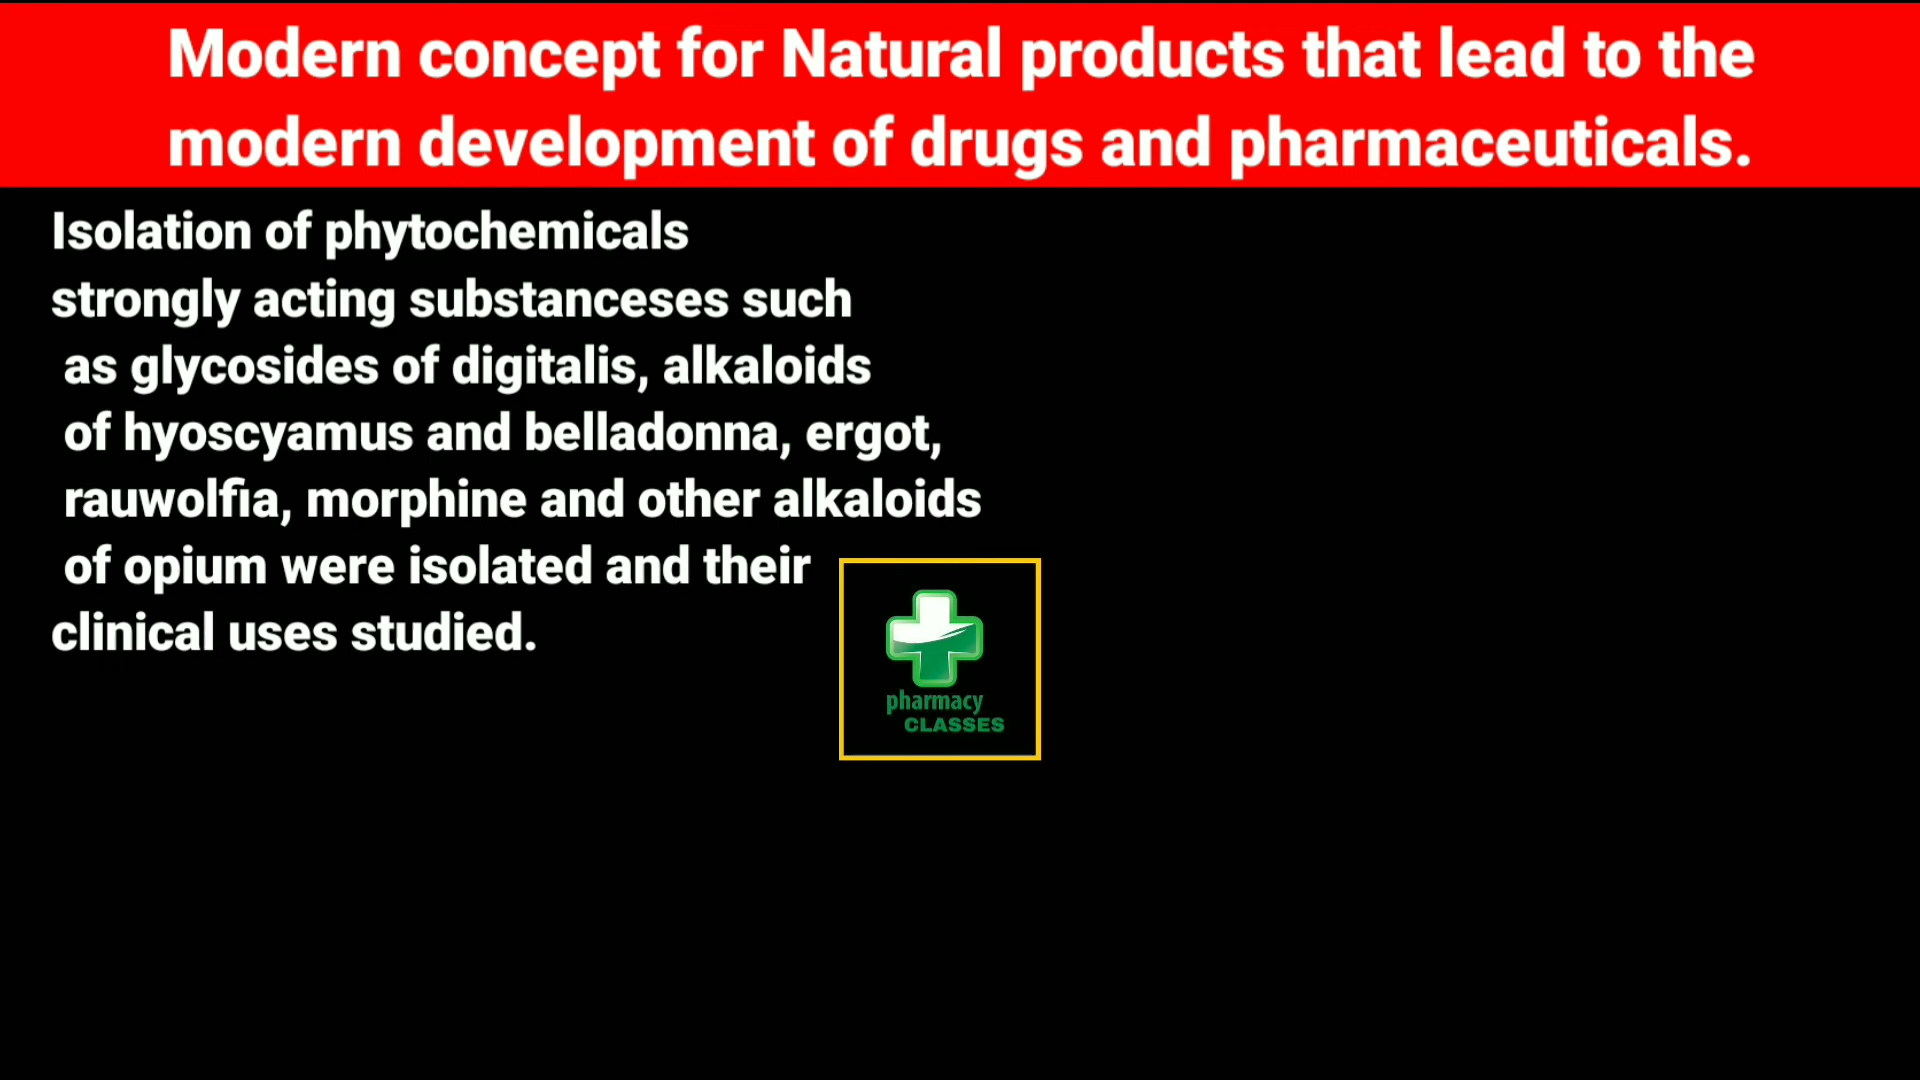 Modern concept for Natural products that lead to the
modern development of drugs and pharmaceuticals.
Isolation of phytochemicals
strongly acting substanceses such
as glycosides of digitalis, alkaloids
of hyoscyamus and belladonna, ergot,
rauwolfia, morphine and other alkaloids
of opium were isolated and their
clinical uses studied.
pharmacy
CLASSES